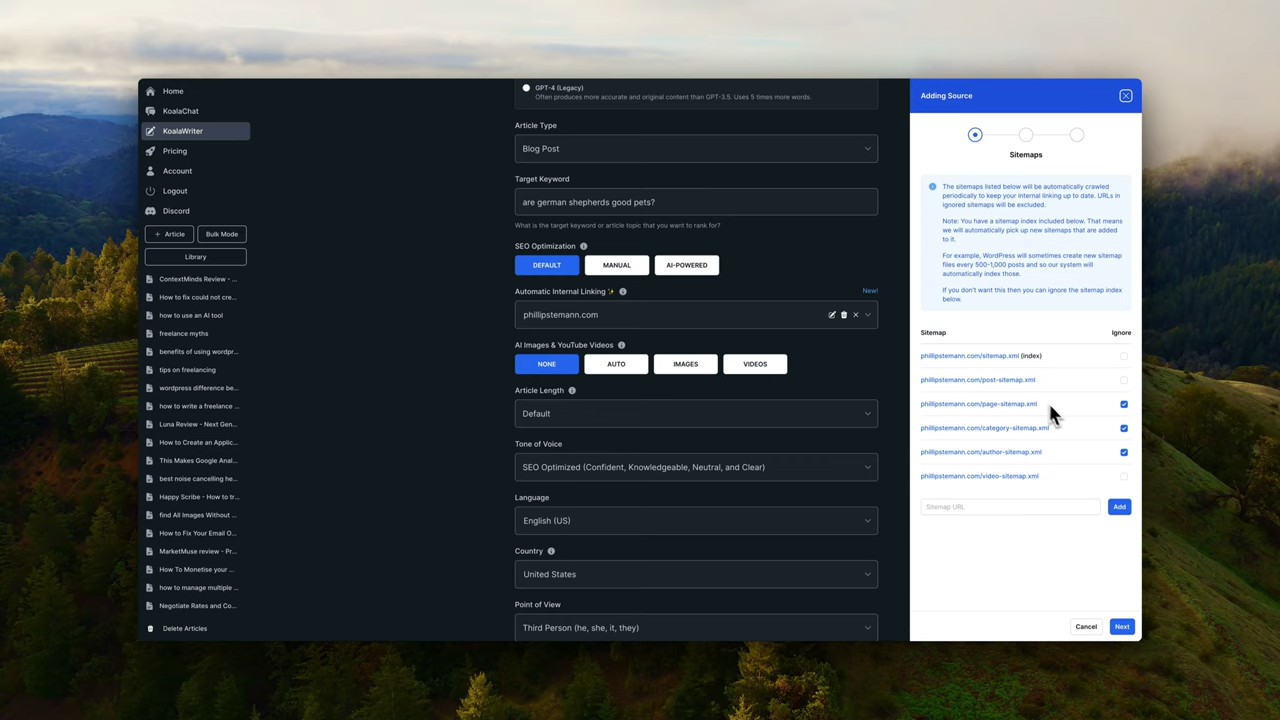 Home
KoalaChat
KoalaWriter
Pricing
Account
Logout
Discord
+ Article
Bulk Mode
Library
ContextMinds Review - ...
How to fix could not cre...
how to use an AI tool
freelance myths
benefits of using wordpr...
tips on freelancing
wordpress difference be...
how to write a freelance ...
Luna Review - Next Gen...
How to Create an Applic...
This Makes Google Anal...
best noise cancelling he...
Happy Scribe - How to tr...
find All Images Without ...
How to Fix Your Email O...
MarketMuse review - Pr...
How To Monetise your ...
how to manage multiple ...
Negotiate Rates and Co...
Delete Articles
GPT-4 (Legacy)
Often produces more accurate and original content than GPT-3.5. Uses 5 times more words.
Article Type
Blog Post
Target Keyword
are german shepherds good pets?
What is the target keyword or article topic that you want to rank for?
SEO Optimization
DEFAULT
MANUAL
AI-POWERED
Automatic Internal Linking ✨
New!
phillipstemann.com
AI Images & YouTube Videos
NONE
AUTO
IMAGES
VIDEOS
Article Length
Default
Tone of Voice
SEO Optimized (Confident, Knowledgeable, Neutral, and Clear)
Language
English (US)
Country
United States
Point of View
Third Person (he, she, it, they)
Adding Source
Sitemaps
The sitemaps listed below will be automatically crawled
periodically to keep your internal linking up to date. URLs in
ignored sitemaps will be excluded.
Note: You have a sitemap index included below. That means
we will automatically pick up new sitemaps that are added
to it.
For example, WordPress will sometimes create new sitemap
files every 500-1,000 posts and so our system will
automatically index those.
If you don't want this then you can ignore the sitemap index
below.
Sitemap
Ignore
phillipstemann.com/sitemap.xml (index)
phillipstemann.com/post-sitemap.xml
phillipstemann.com/page-sitemap.xml
phillipstemann.com/category-sitemap.xml
phillipstemann.com/author-sitemap.xml
phillipstemann.com/video-sitemap.xml
Sitemap URL
Add
Cancel
Next